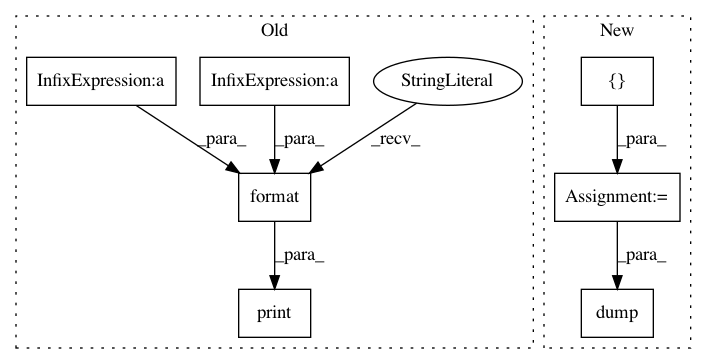 Old
New
InfixExpression:a
InfixExpression:a
StringLiteral
{}
_para_
_para_
_recv_
_para_
format
Assignment:=
_para_
_para_
print
dump